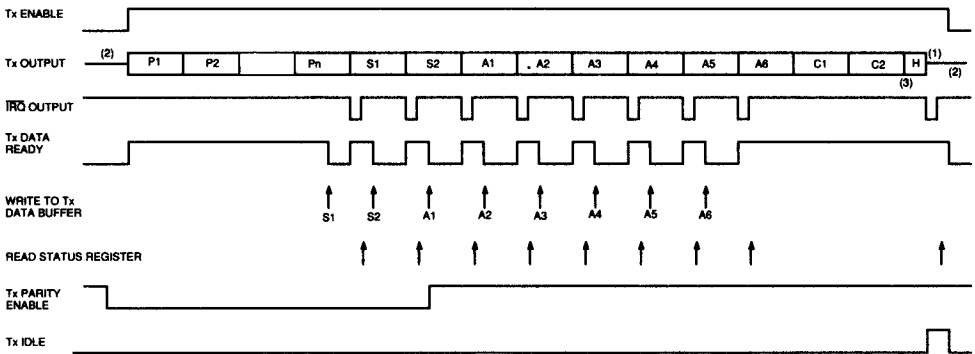 Tx ENABLE
(2)
Tx OUTPUT
P1 P2 Pn S1 S2 A1 A2 A3 A4 A5 A6 C1 C2 H
(1)
(2)
(3)
IRQ OUTPUT
Tx DATA
READY
WRITE TO Tx
DATA BUFFER
S1 S2 A1 A2 A3 A4 A5 A6
READ STATUS REGISTER
Tx PARITY
ENABLE
Tx IDLE